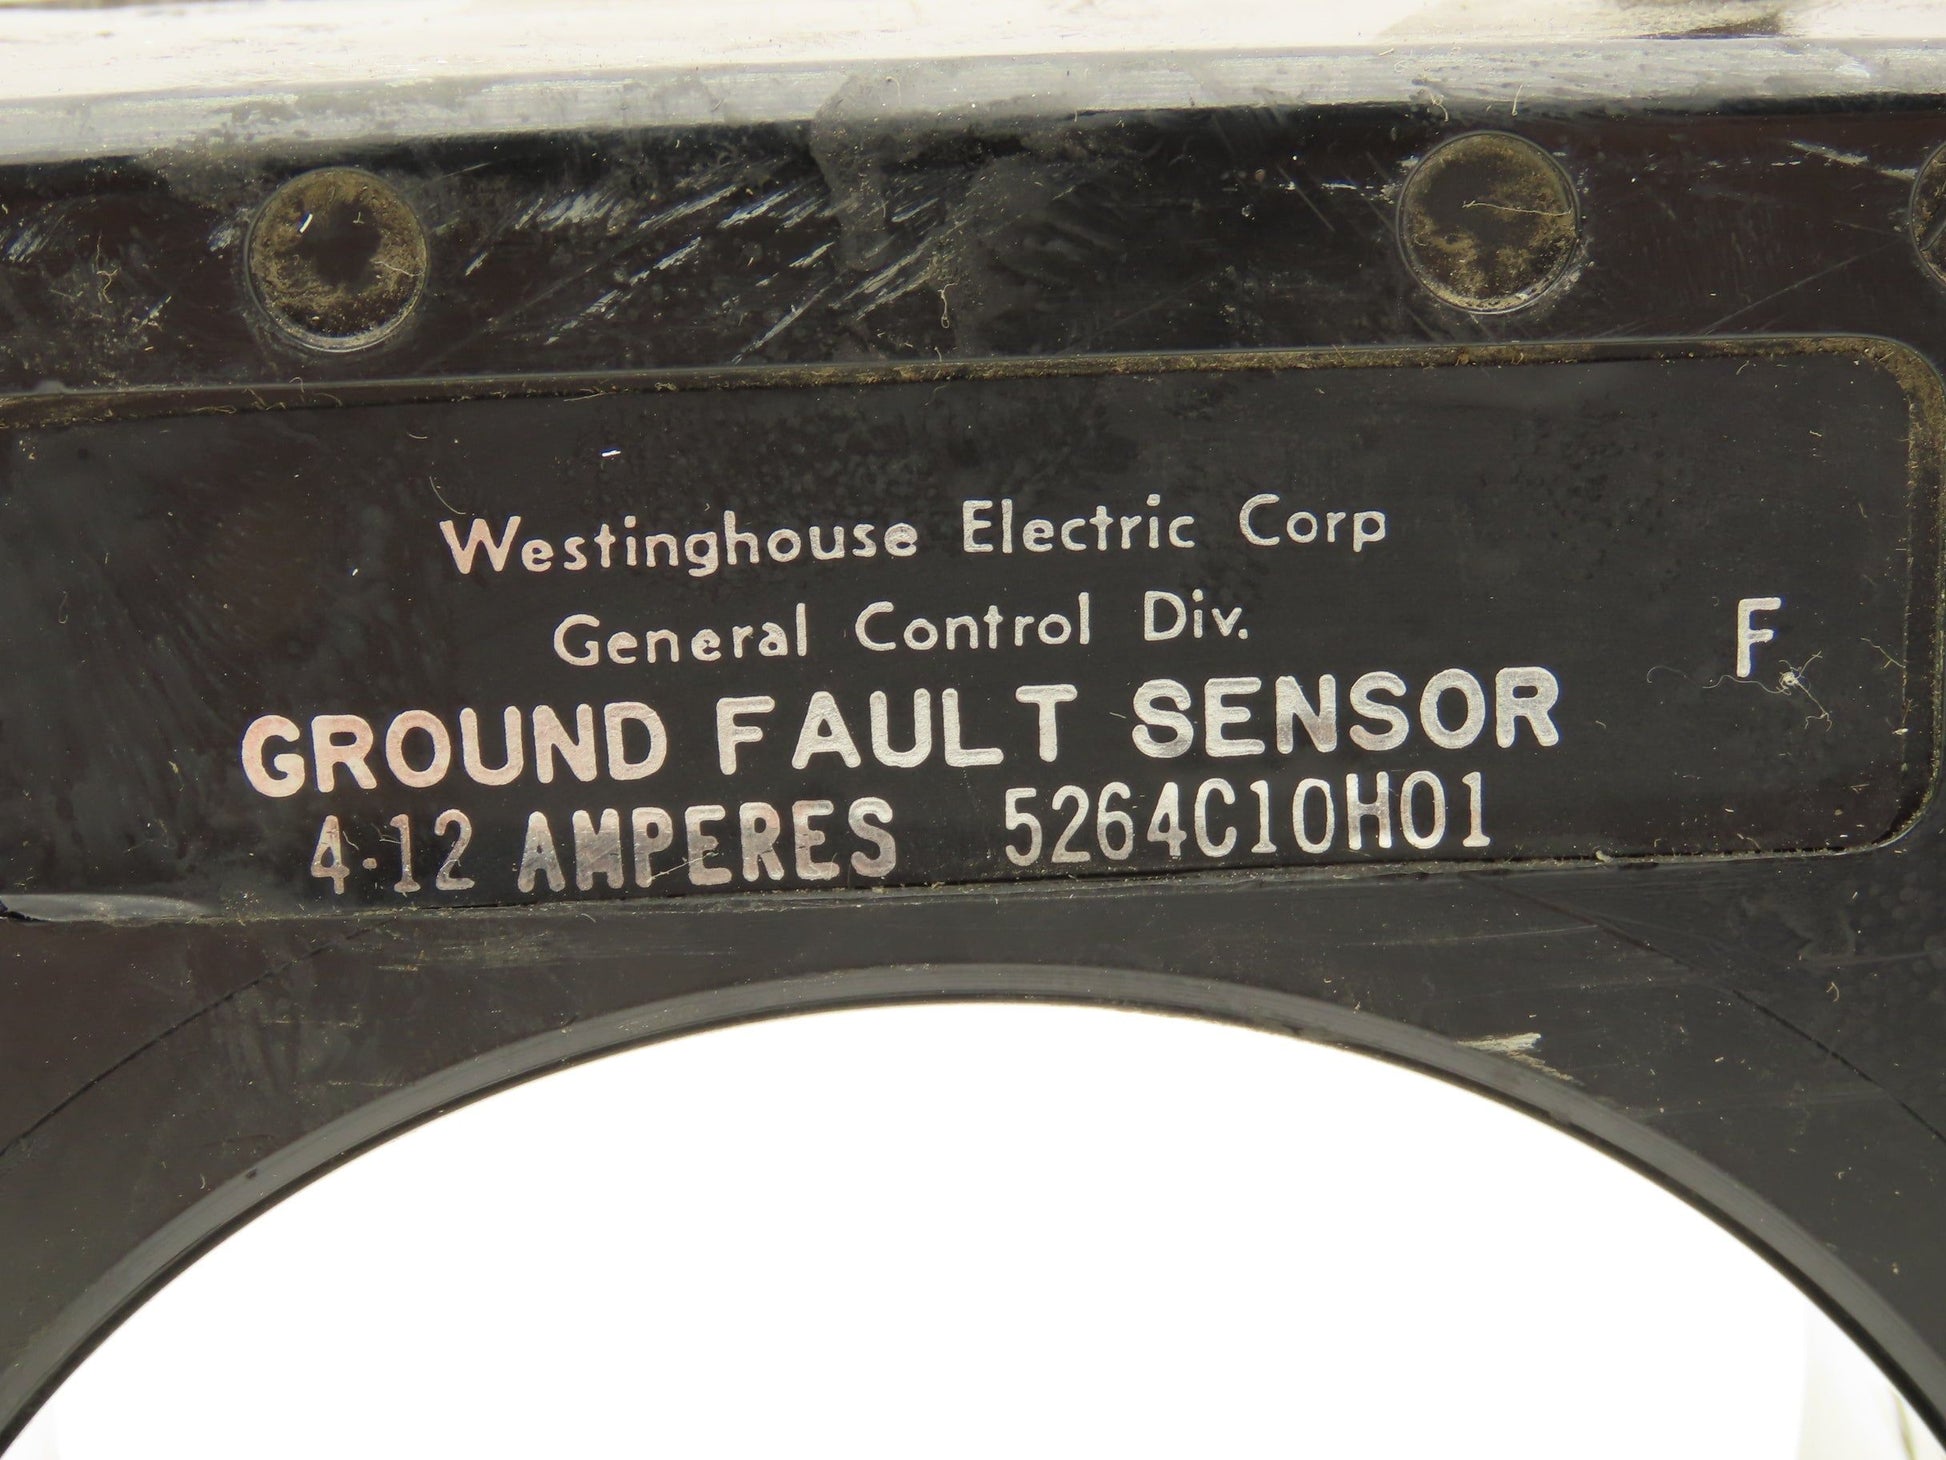 Westinghouse Electric Corp
General Control Div.
F
GROUND FAULT SENSOR
4-12 AMPERES 5264C10H01